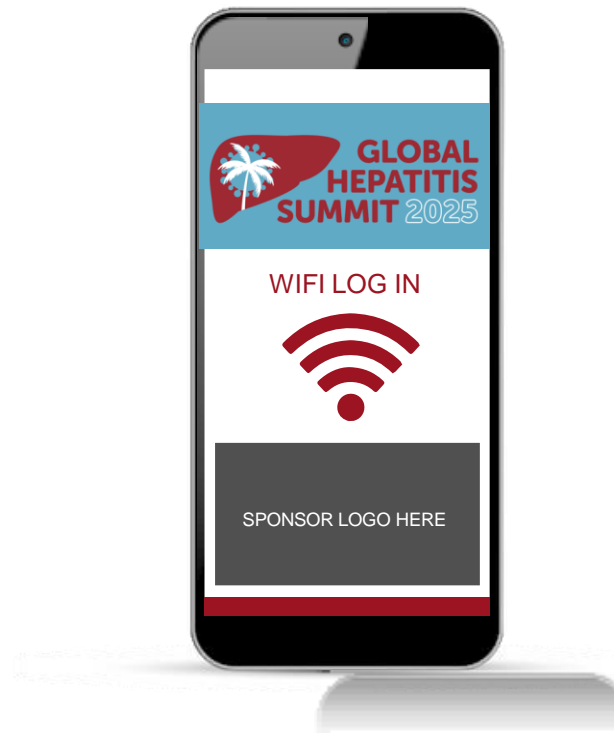 GLOBAL
HEPATITIS
SUMMIT 2025
WIFI LOG IN
SPONSOR LOGO HERE